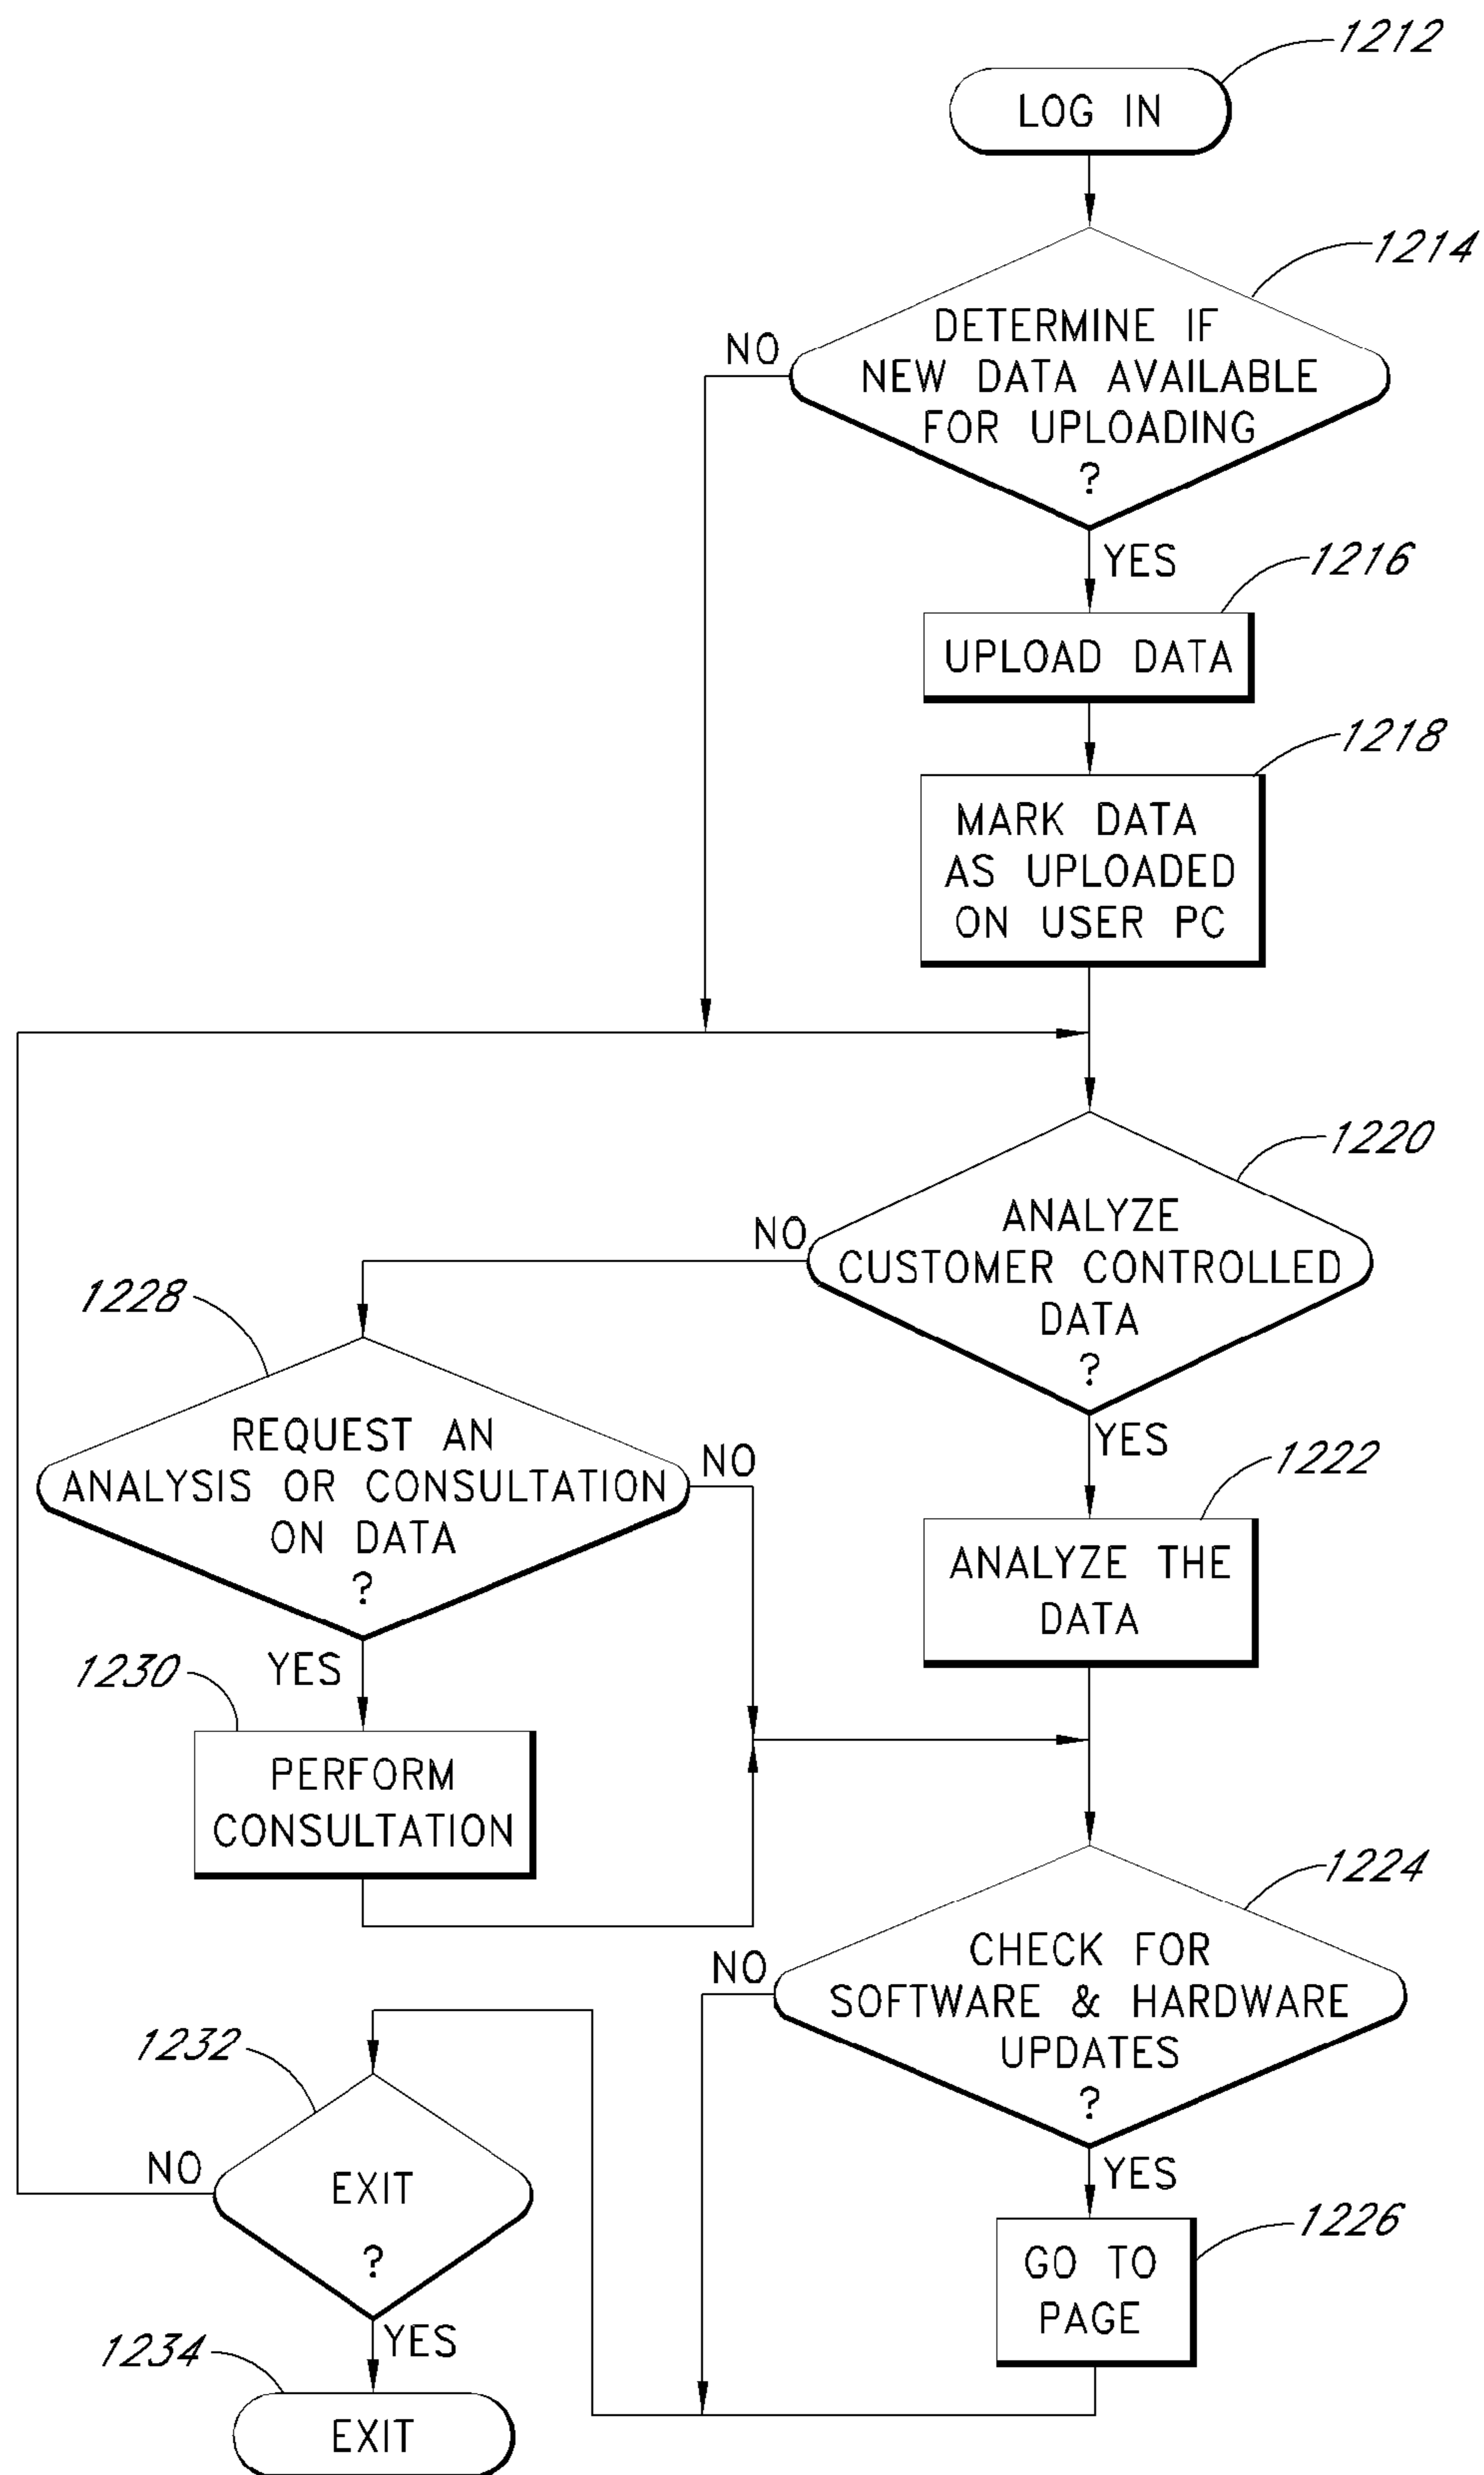 1212
LOG IN
1214
DETERMINE IF
NEW DATA AVAILABLE
FOR UPLOADING
?
NO
YES
1216
UPLOAD DATA
1218
MARK DATA
AS UPLOADED
ON USER PC
1220
ANALYZE
CUSTOMER CONTROLLED
DATA
?
NO
YES
1228
REQUEST AN
ANALYSIS OR CONSULTATION
ON DATA
?
NO
YES
1222
ANALYZE THE
DATA
1230
PERFORM
CONSULTATION
1224
CHECK FOR
SOFTWARE & HARDWARE
UPDATES
?
NO
YES
1226
GO TO
PAGE
1232
EXIT
?
NO
YES
1234
EXIT